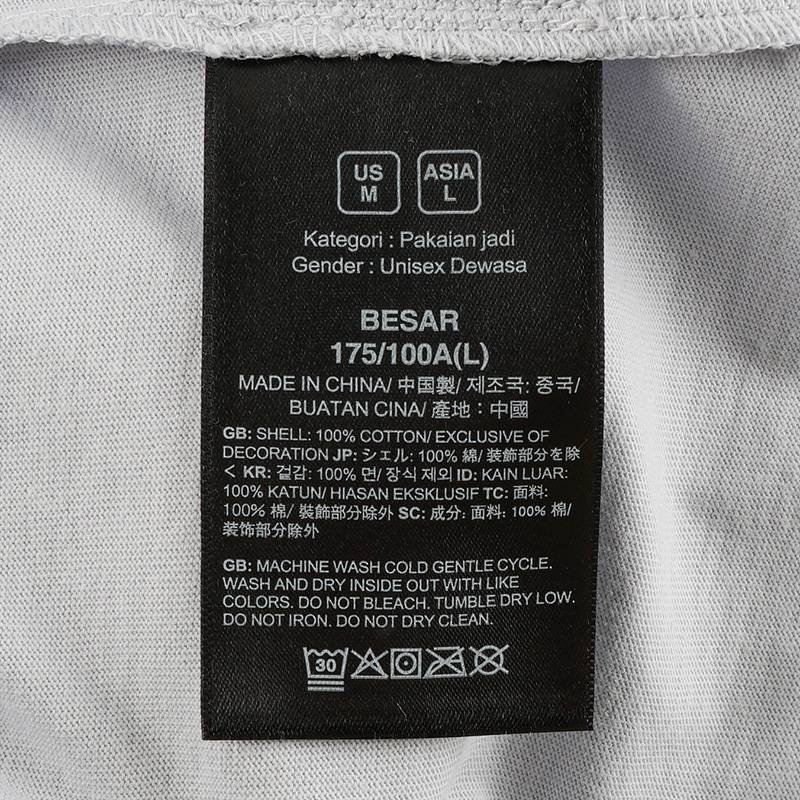 US ASIA
M L
Kategori : Pakaian jadi
Gender : Unisex Dewasa
BESAR
175/100A(L)
MADE IN CHINA/ 中国製/ 제조국: 중국/
BUATAN CINA/ 產地：中國
GB: SHELL: 100% COTTON/ EXCLUSIVE OF
DECORATION JP: シェル: 100% 綿/ 装飾部分を除
く KR: 겉감: 100% 면/ 장식 제외 ID: KAIN LUAR:
100% KATUN/ HIASAN EKSKLUSIF TC: 面料:
100% 棉/ 裝飾部分除外 SC: 成分: 面料: 100% 棉/
装饰部分除外
GB: MACHINE WASH COLD GENTLE CYCLE.
WASH AND DRY INSIDE OUT WITH LIKE
COLORS. DO NOT BLEACH. TUMBLE DRY LOW.
DO NOT IRON. DO NOT DRY CLEAN.
30